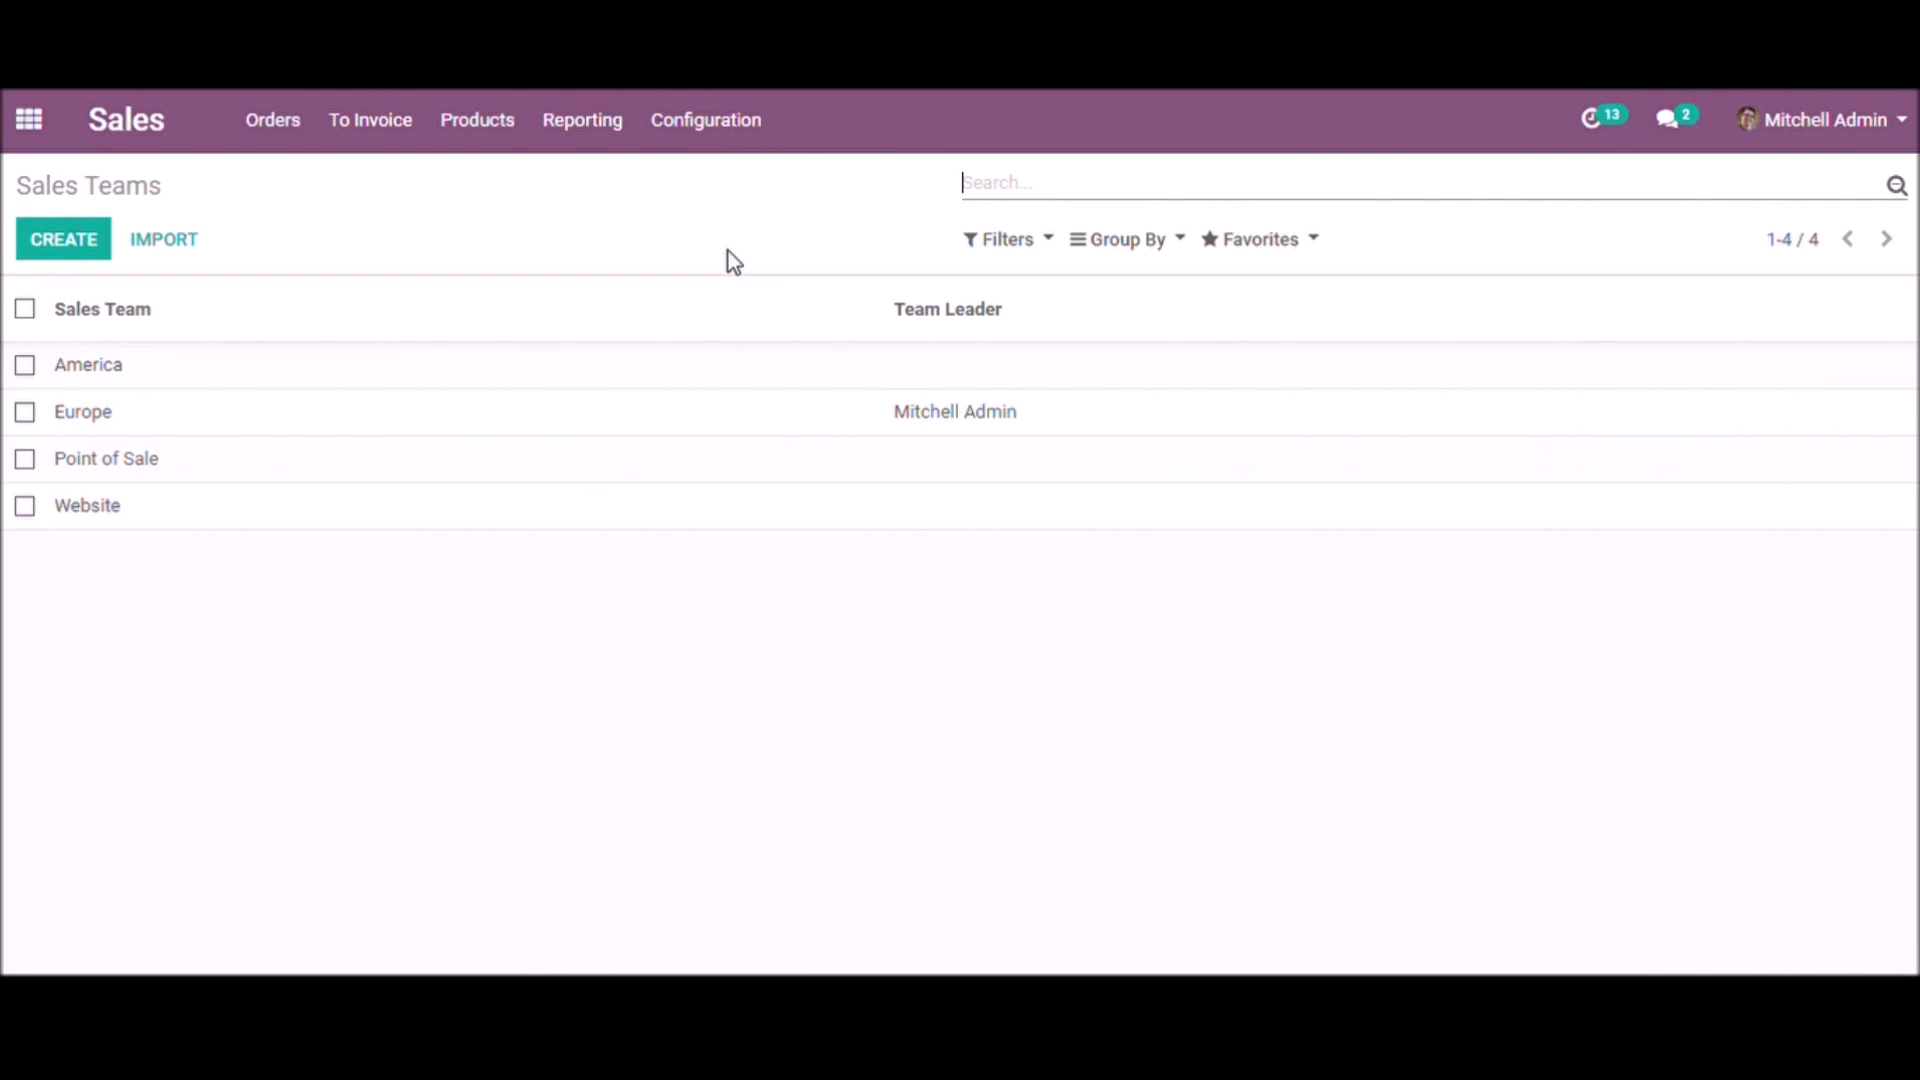 Sales Orders To Invoice Products Reporting Configuration 13 2 Mitchell Admin
Sales Teams Search...
CREATE IMPORT Filters Group By Favorites 1-4 / 4
Sales Team Team Leader
America
Europe Mitchell Admin
Point of Sale
Website